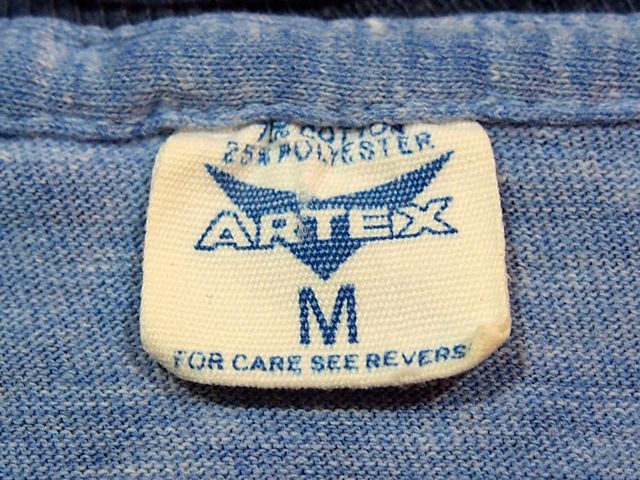 COTTON
25% POLYESTER
ARTEX
M
FOR CARE SEE REVERS